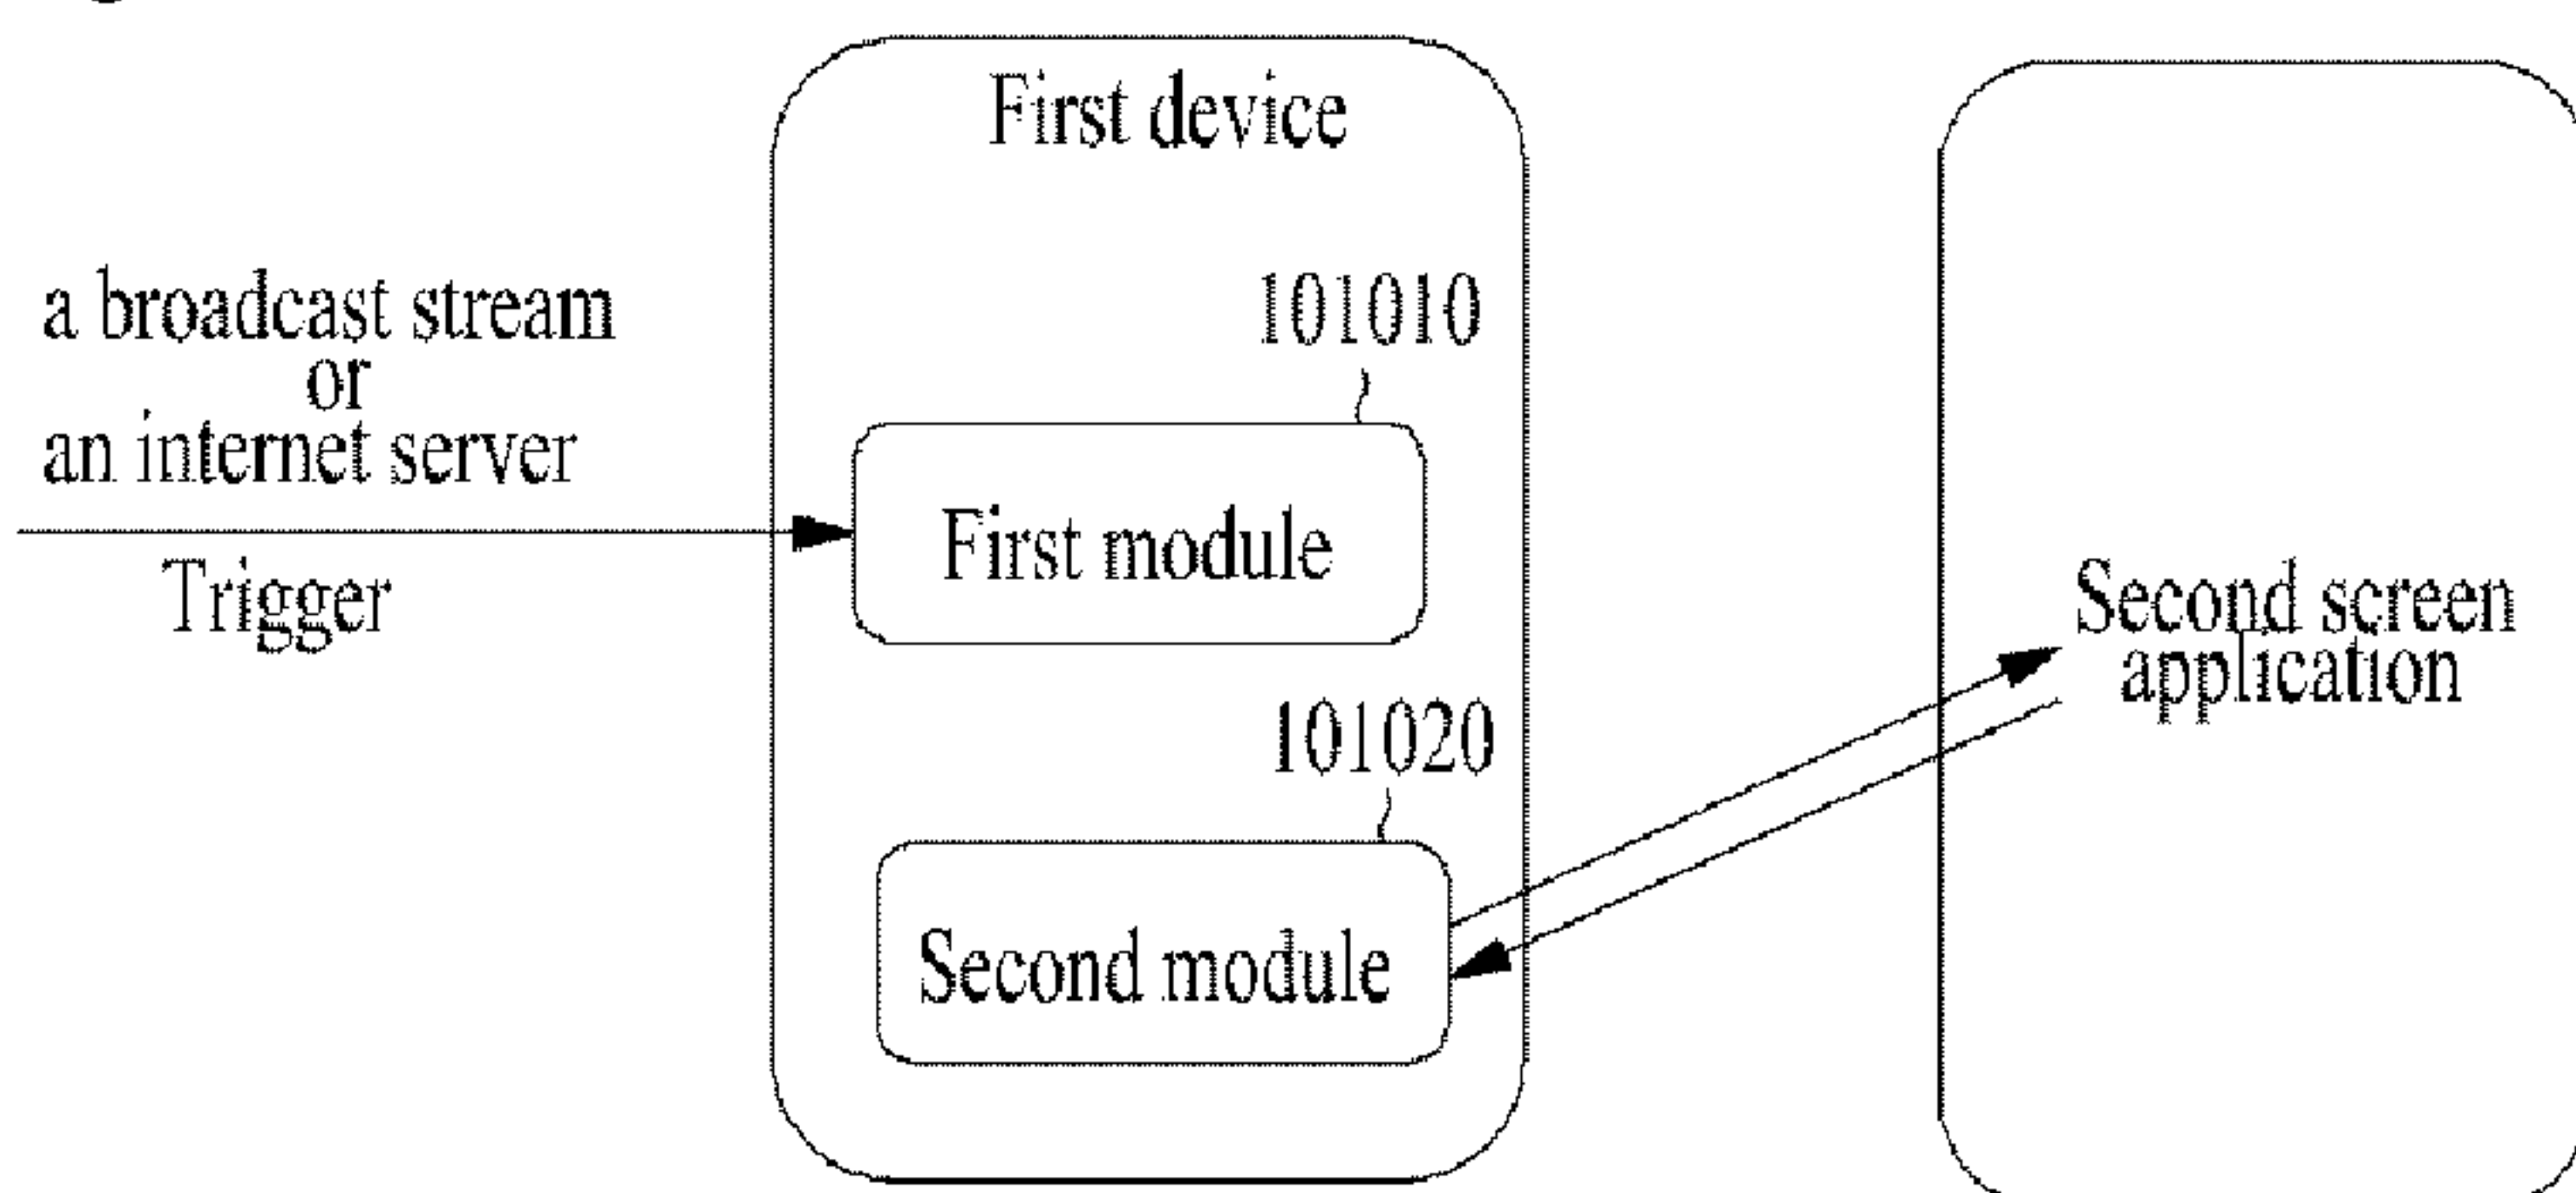 First device
a broadcast stream
or
an internet server
Trigger
101010
First module
101020
Second module
Second screen
application